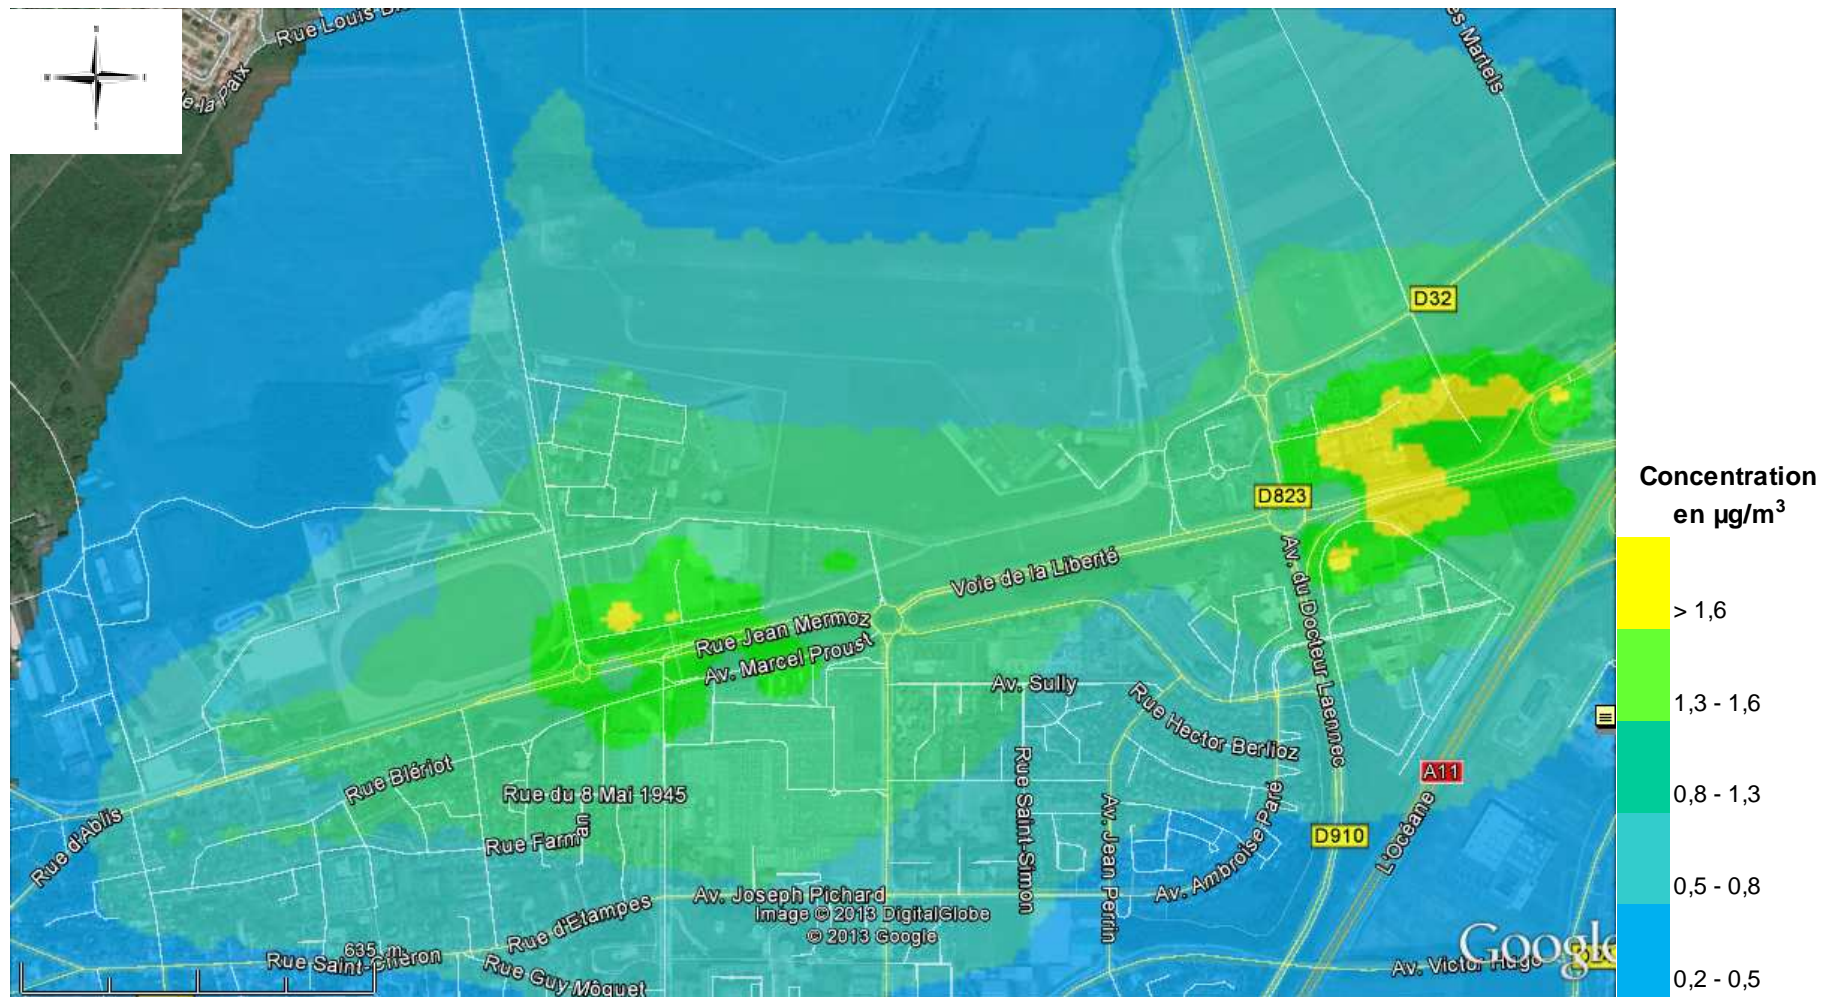 Rue Louis Bl
de la Paix
es Martels
D32
D823
Voie de la Liberté
Rue Jean Mermoz
Av. Marcel Proust
Av. du Docteur Laennec
Av. Sully
Rue Hector Berlioz
Rue Blériot
Rue du 8 Mai 1945
Rue Farm
Rue d'Ablis
Rue Saint-Simon
Av. Jean Perrin
Av. Ambroise Paré
A11
L'Océane
D910
Av. Joseph Pichard
Image © 2013 DigitalGlobe
© 2013 Google
Rue d'Etampes
635 m
Rue Saint-Chéron
Rue Guy Môquet
Av. Victor Hugo
Google
Concentration
en µg/m³
> 1,6
1,3 - 1,6
0,8 - 1,3
0,5 - 0,8
0,2 - 0,5